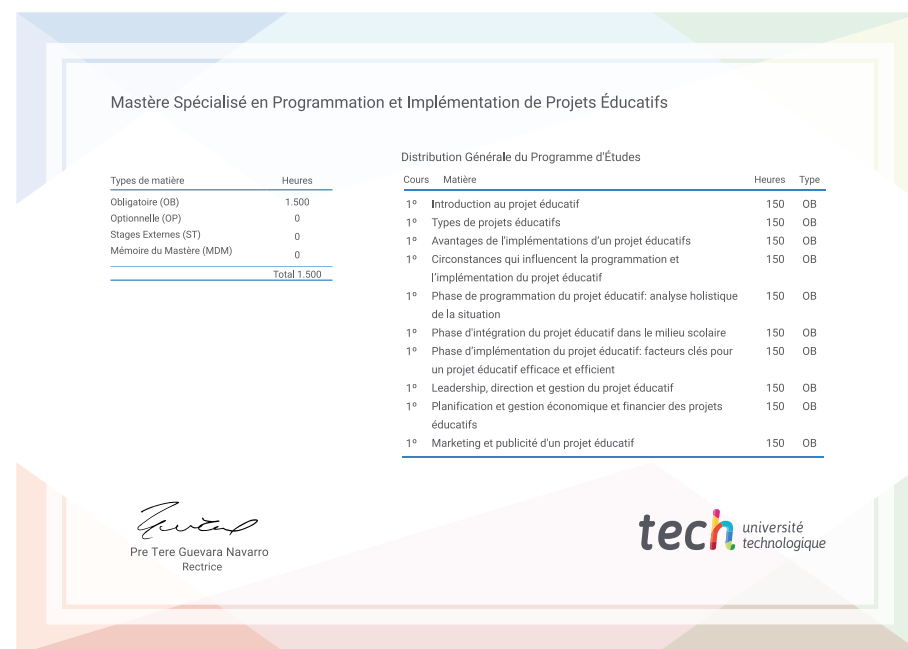 Mastère Spécialisé en Programmation et Implémentation de Projets Éducatifs
Types de matière Heures
Obligatoire (OB) 1.500
Optionnelle (OP) 0
Stages Externes (ST) 0
Mémoire du Mastère (MDM) 0
Total 1.500
Distribution Générale du Programme d'Études
Cours Matière Heures Type
1º Introduction au projet éducatif 150 OB
1º Types de projets éducatifs 150 OB
1º Avantages de l'implémentations d'un projet éducatifs 150 OB
1º Circonstances qui influencent la programmation et 150 OB
l'implémentation du projet éducatif
1º Phase de programmation du projet éducatif: analyse holistique 150 OB
de la situation
1º Phase d'intégration du projet éducatif dans le milieu scolaire 150 OB
1º Phase d'implémentation du projet éducatif: facteurs clés pour 150 OB
un projet éducatif efficace et efficient
1º Leadership, direction et gestion du projet éducatif 150 OB
1º Planification et gestion économique et financier des projets 150 OB
éducatifs
1º Marketing et publicité d'un projet éducatif 150 OB
Pre Tere Guevara Navarro
Rectrice
tech université
technologique